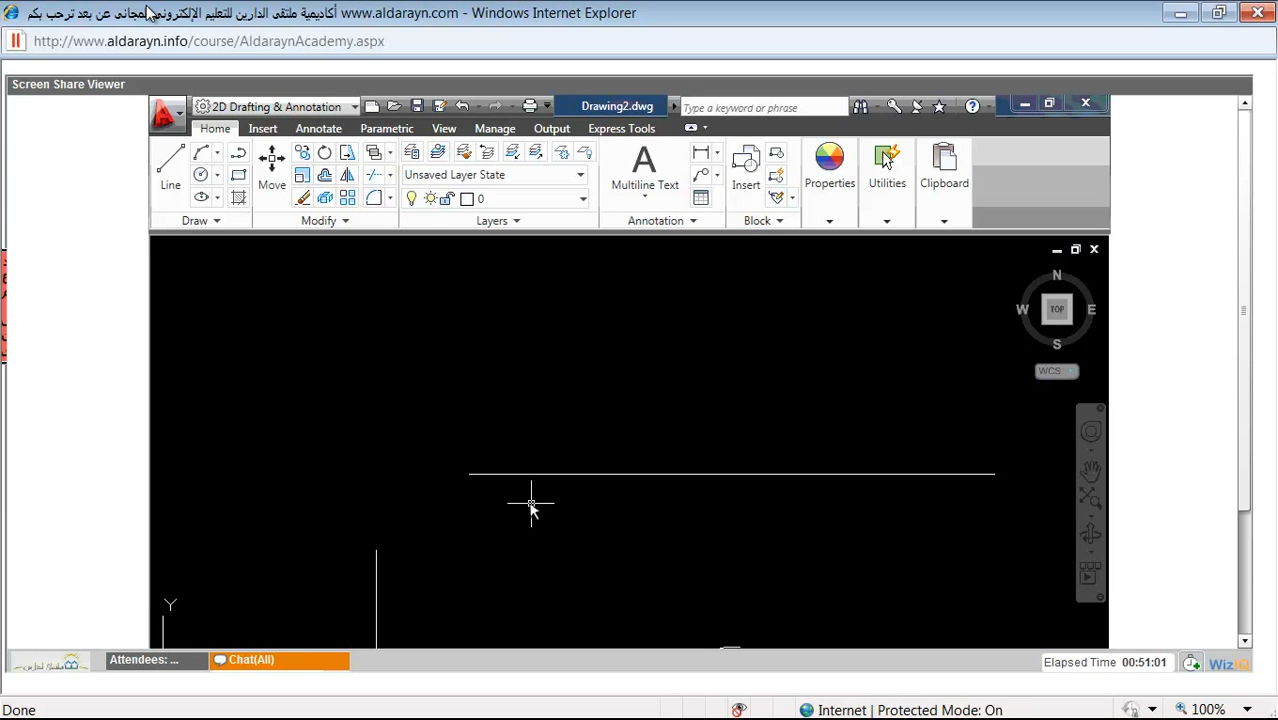 أكاديمية ملتقى الدارين للتعليم الإلكتروني المجانى عن بعد ترحب بكم www.aldarayn.com - Windows Internet Explorer
http://www.aldarayn.info/course/AldaraynAcademy.aspx
Screen Share Viewer
2D Drafting & Annotation
Drawing2.dwg
Type a keyword or phrase
Home Insert Annotate Parametric View Manage Output Express Tools
Line
Move
Unsaved Layer State
0
Multiline Text
Insert
Properties
Utilities
Clipboard
Draw
Modify
Layers
Annotation
Block
N
W TOP E
S
WCS
Y
Attendees: ...
Chat(All)
Elapsed Time 00:51:01
WizIQ
Done
Internet | Protected Mode: On
100%